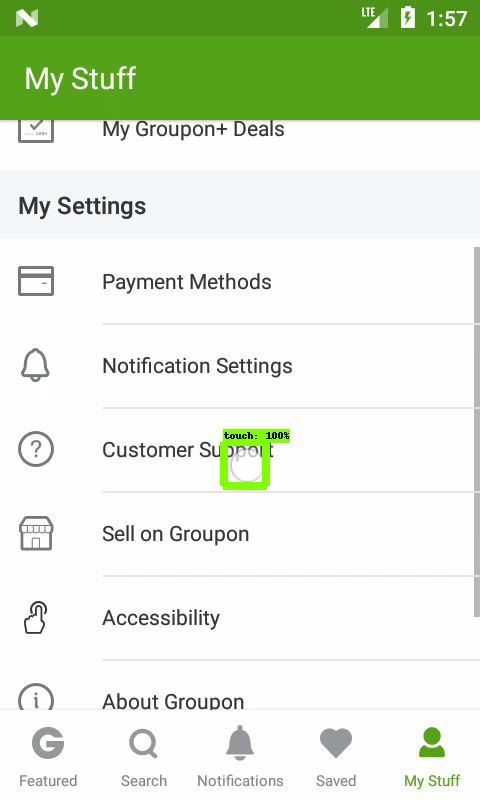 LTE 1:57
My Stuff
My Groupon+ Deals
My Settings
Payment Methods
Notification Settings
touch: 100%
Customer Support
Sell on Groupon
Accessibility
About Groupon
Featured Search Notifications Saved My Stuff